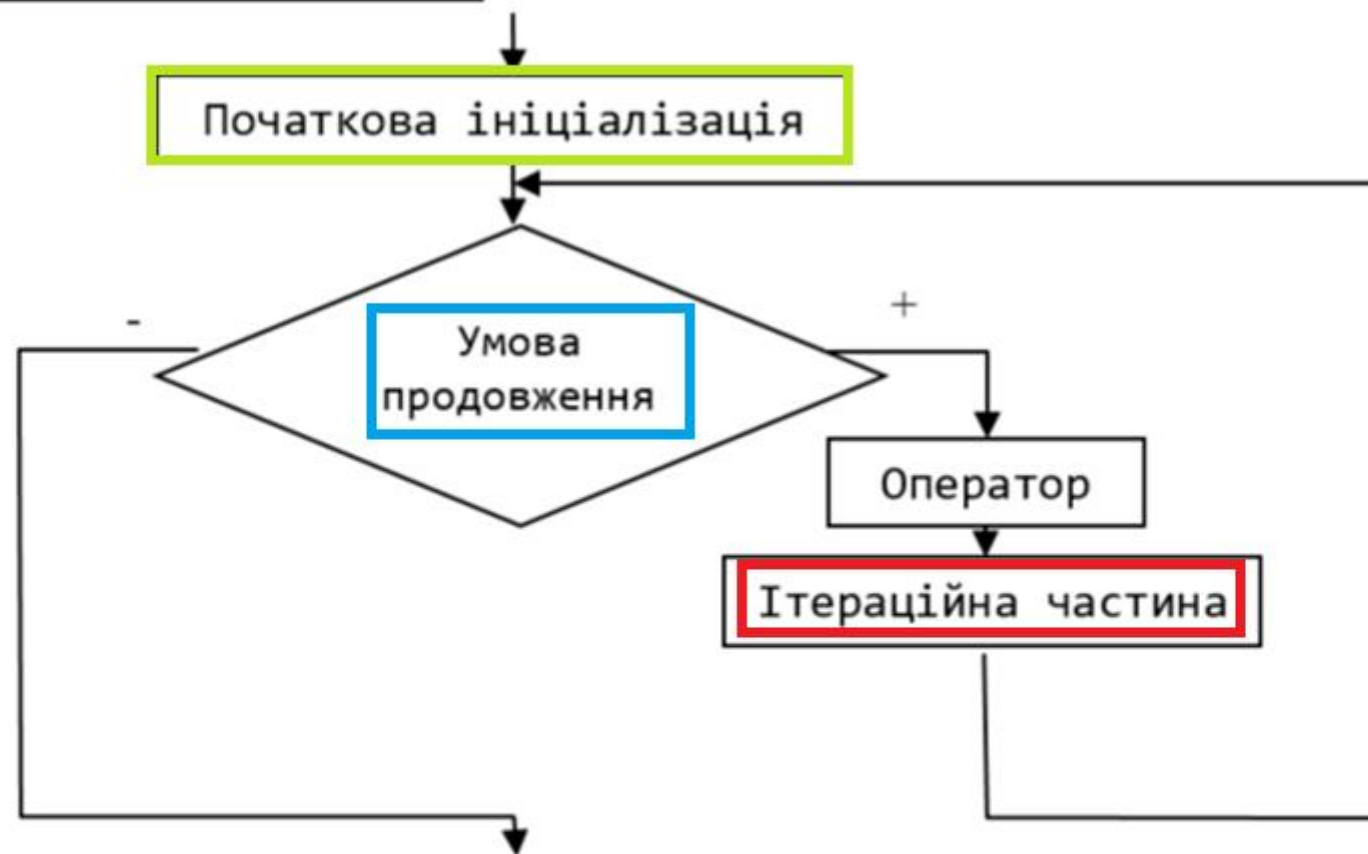 Початкова ініціалізація
- +
Умова
продовження
Оператор
Ітераційна частина